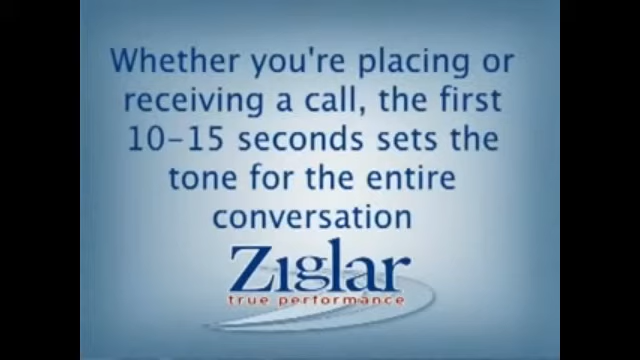 Whether you're placing or
receiving a call, the first
10-15 seconds sets the
tone for the entire
conversation
Ziglar
true performance